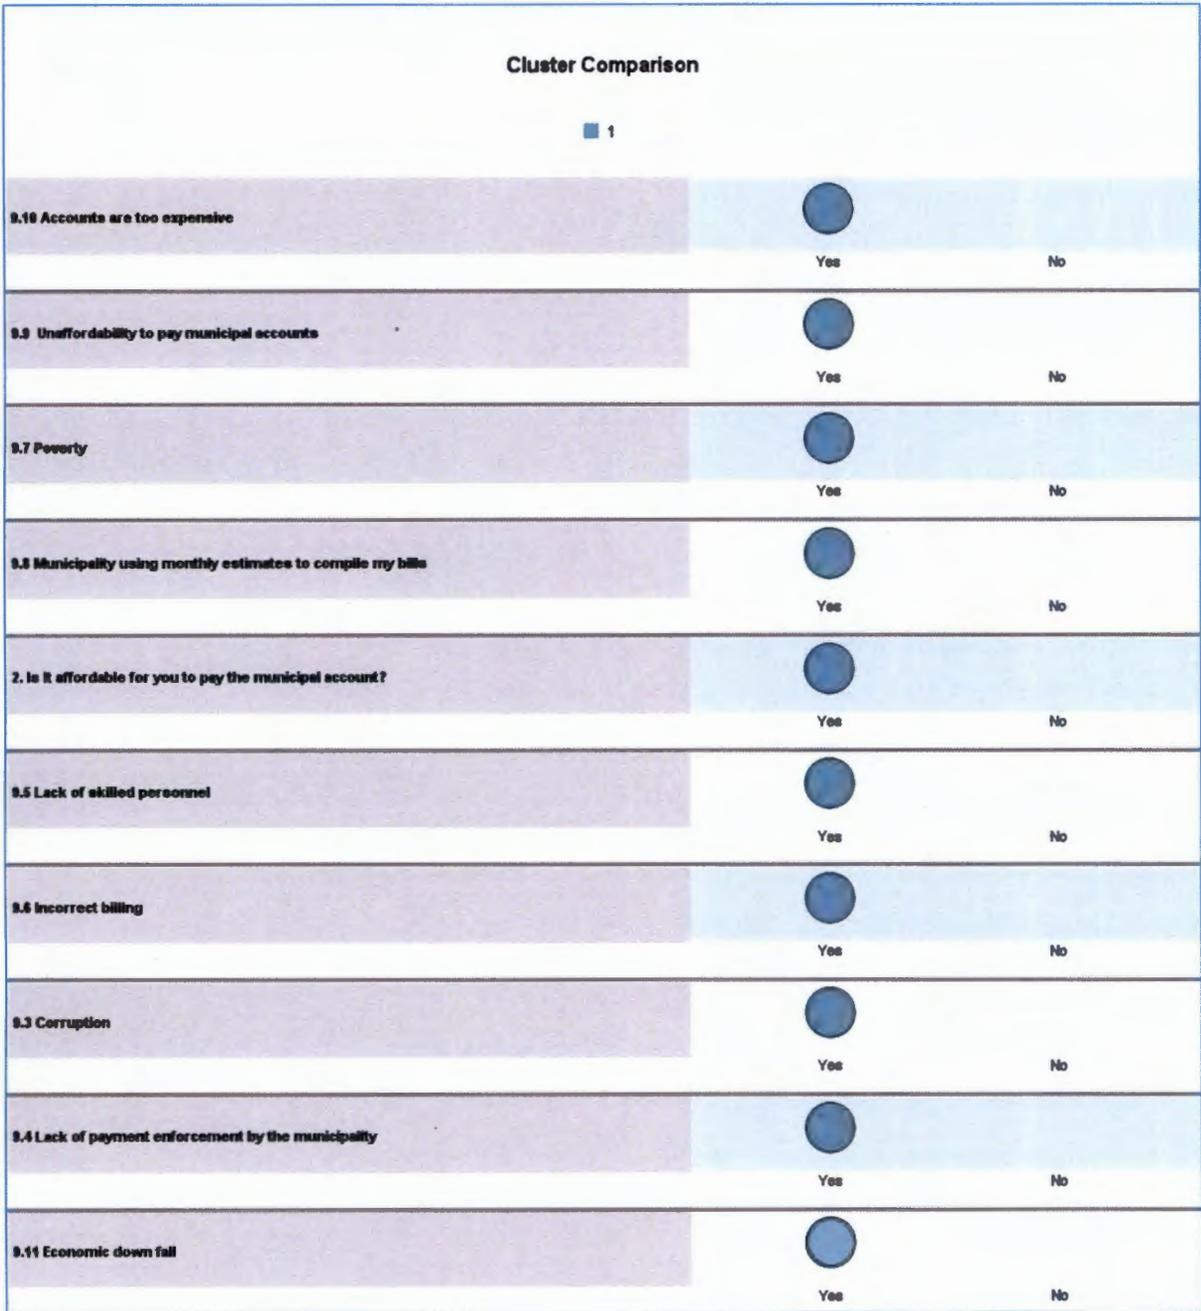 Cluster Comparison
1
9.10 Accounts are too expensive
Yes No
9.9 Unaffordability to pay municipal accounts
Yes No
9.7 Poverty
Yes No
9.8 Municipality using monthly estimates to compile my bills
Yes No
2. Is it affordable for you to pay the municipal account?
Yes No
9.5 Lack of skilled personnel
Yes No
9.6 Incorrect billing
Yes No
9.3 Corruption
Yes No
9.4 Lack of payment enforcement by the municipality
Yes No
9.11 Economic down fall
Yes No